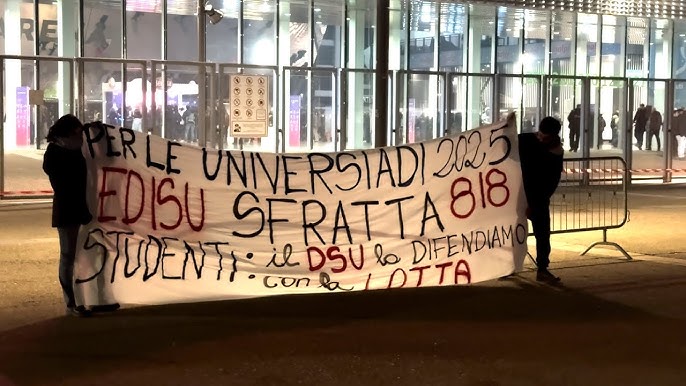 PER LE UNIVERSIADI 2025
EDISU SFRATTA 818
STUDENTI: il DSU lo DIFENDIAMO
con la LOTTA